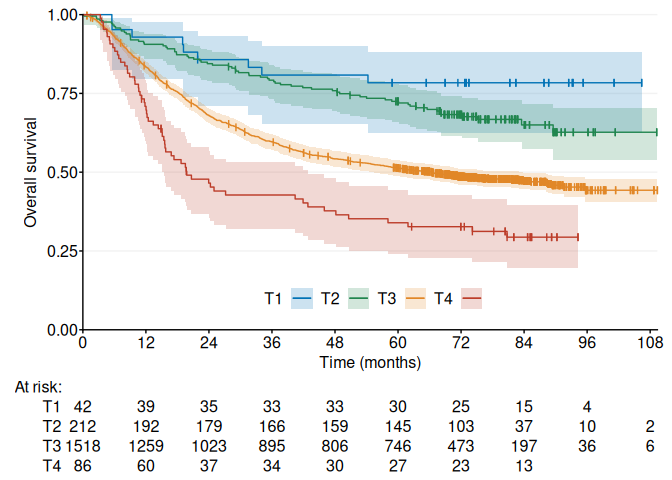 1.00
0.75
0.50
0.25
0.00
Overall survival
T1 T2 T3 T4
0 12 24 36 48 60 72 84 96 108
Time (months)
At risk:
T1 42 39 35 33 33 30 25 15 4
T2 212 192 179 166 159 145 103 37 10 2
T3 1518 1259 1023 895 806 746 473 197 36 6
T4 86 60 37 34 30 27 23 13